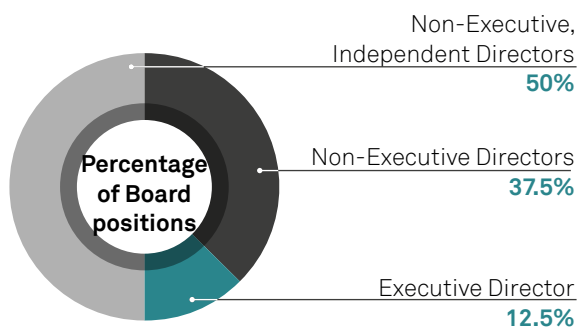 Non-Executive,
Independent Directors
50%
Percentage
of Board
positions
Non-Executive Directors
37.5%
Executive Director
12.5%